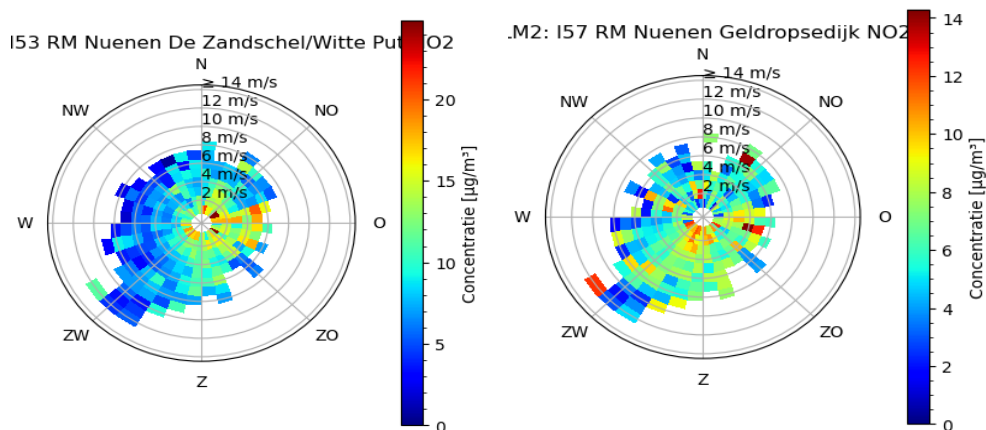 I53 RM Nuenen De Zandschel/Witte Put NO2
N
NO
O
ZO
Z
ZW
W
NW
≥ 14 m/s
12 m/s
10 m/s
8 m/s
6 m/s
4 m/s
2 m/s
20
15
10
5
0
Concentratie [µg/m³]
.M2: I57 RM Nuenen Geldropsedijk NO2
N
NO
O
ZO
Z
ZW
W
NW
≥ 14 m/s
12 m/s
10 m/s
8 m/s
6 m/s
4 m/s
2 m/s
14
12
10
8
6
4
2
0
Concentratie [µg/m³]